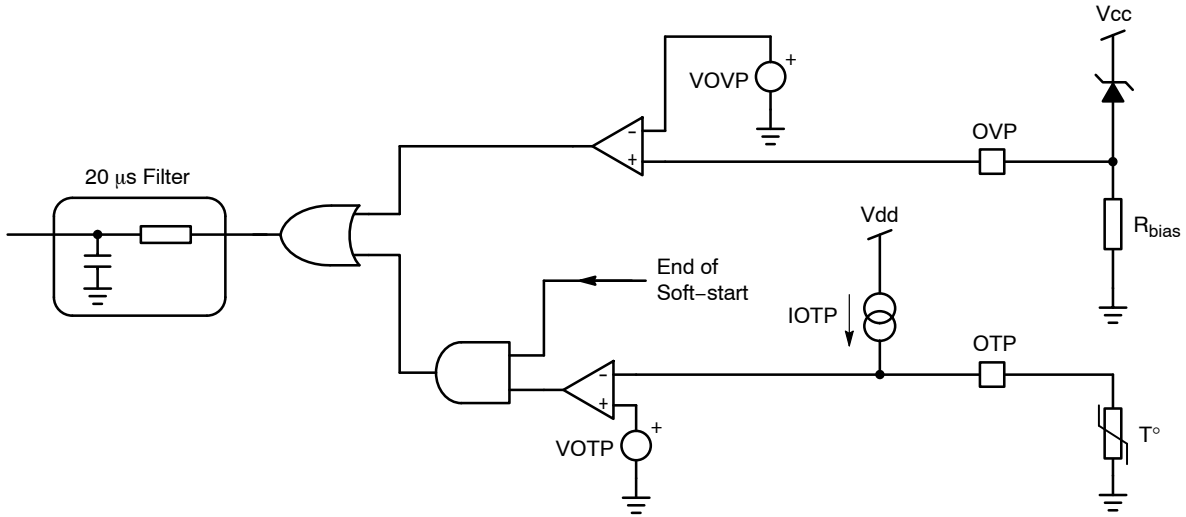 Vcc
+
VOVP
OVP
-
+
20 μs Filter
Vdd
Rbias
End of
Soft−start
IOTP
OTP
-
+
+
VOTP
T°